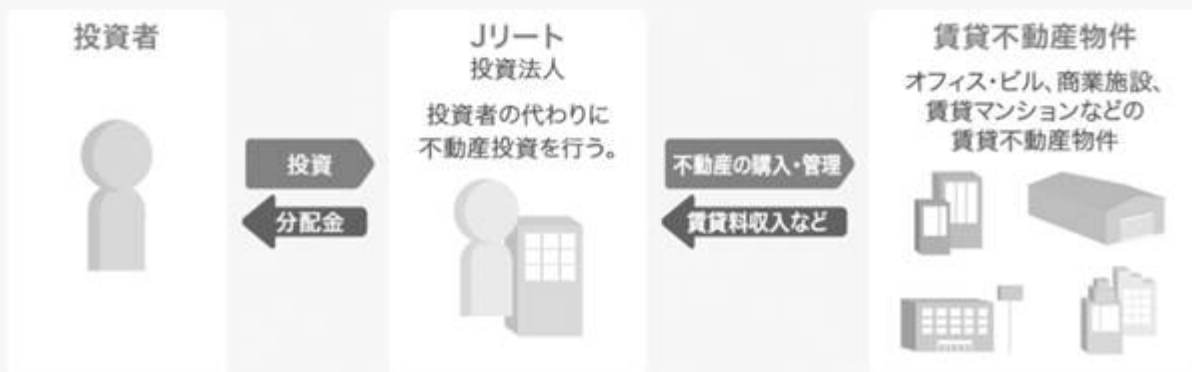 投資者
Jリート
投資法人
投資者の代わりに
不動産投資を行う。
賃貸不動産物件
オフィス・ビル、商業施設、
賃貸マンションなどの
賃貸不動産物件
投資
分配金
不動産の購入・管理
賃貸料収入など